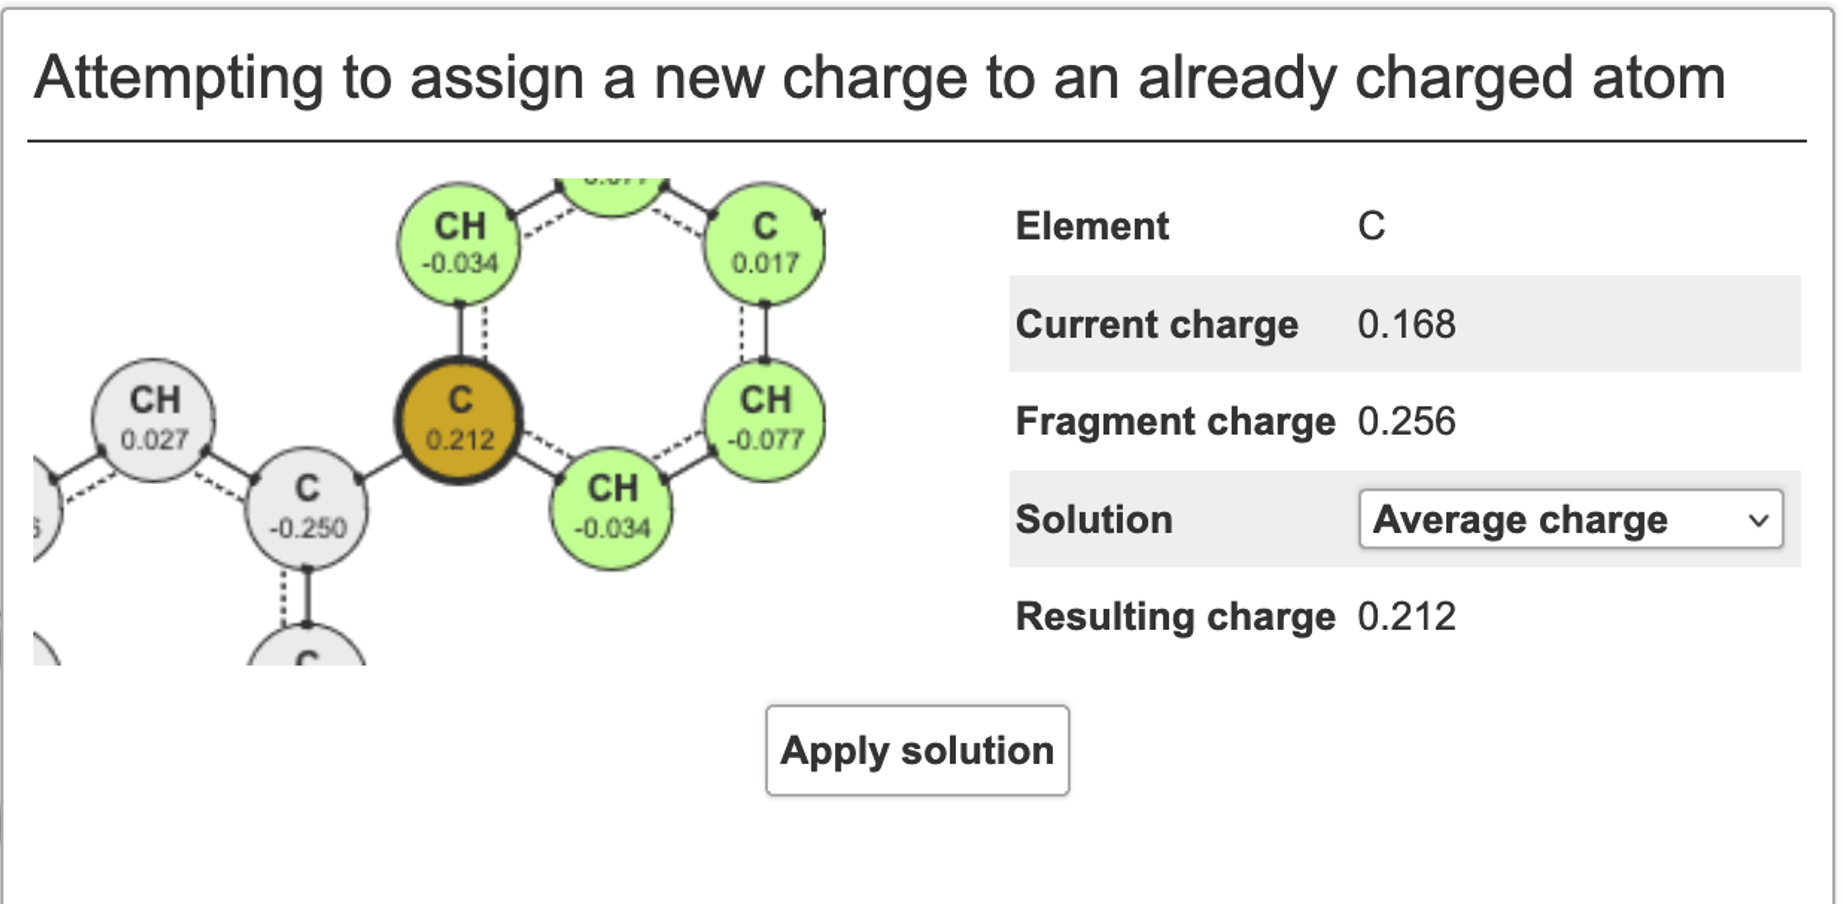 Attempting to assign a new charge to an already charged atom
CH
-0.034
C
0.017
CH
0.027
C
0.212
CH
-0.077
C
-0.250
CH
-0.034
C
Element C
Current charge 0.168
Fragment charge 0.256
Solution Average charge
Resulting charge 0.212
Apply solution